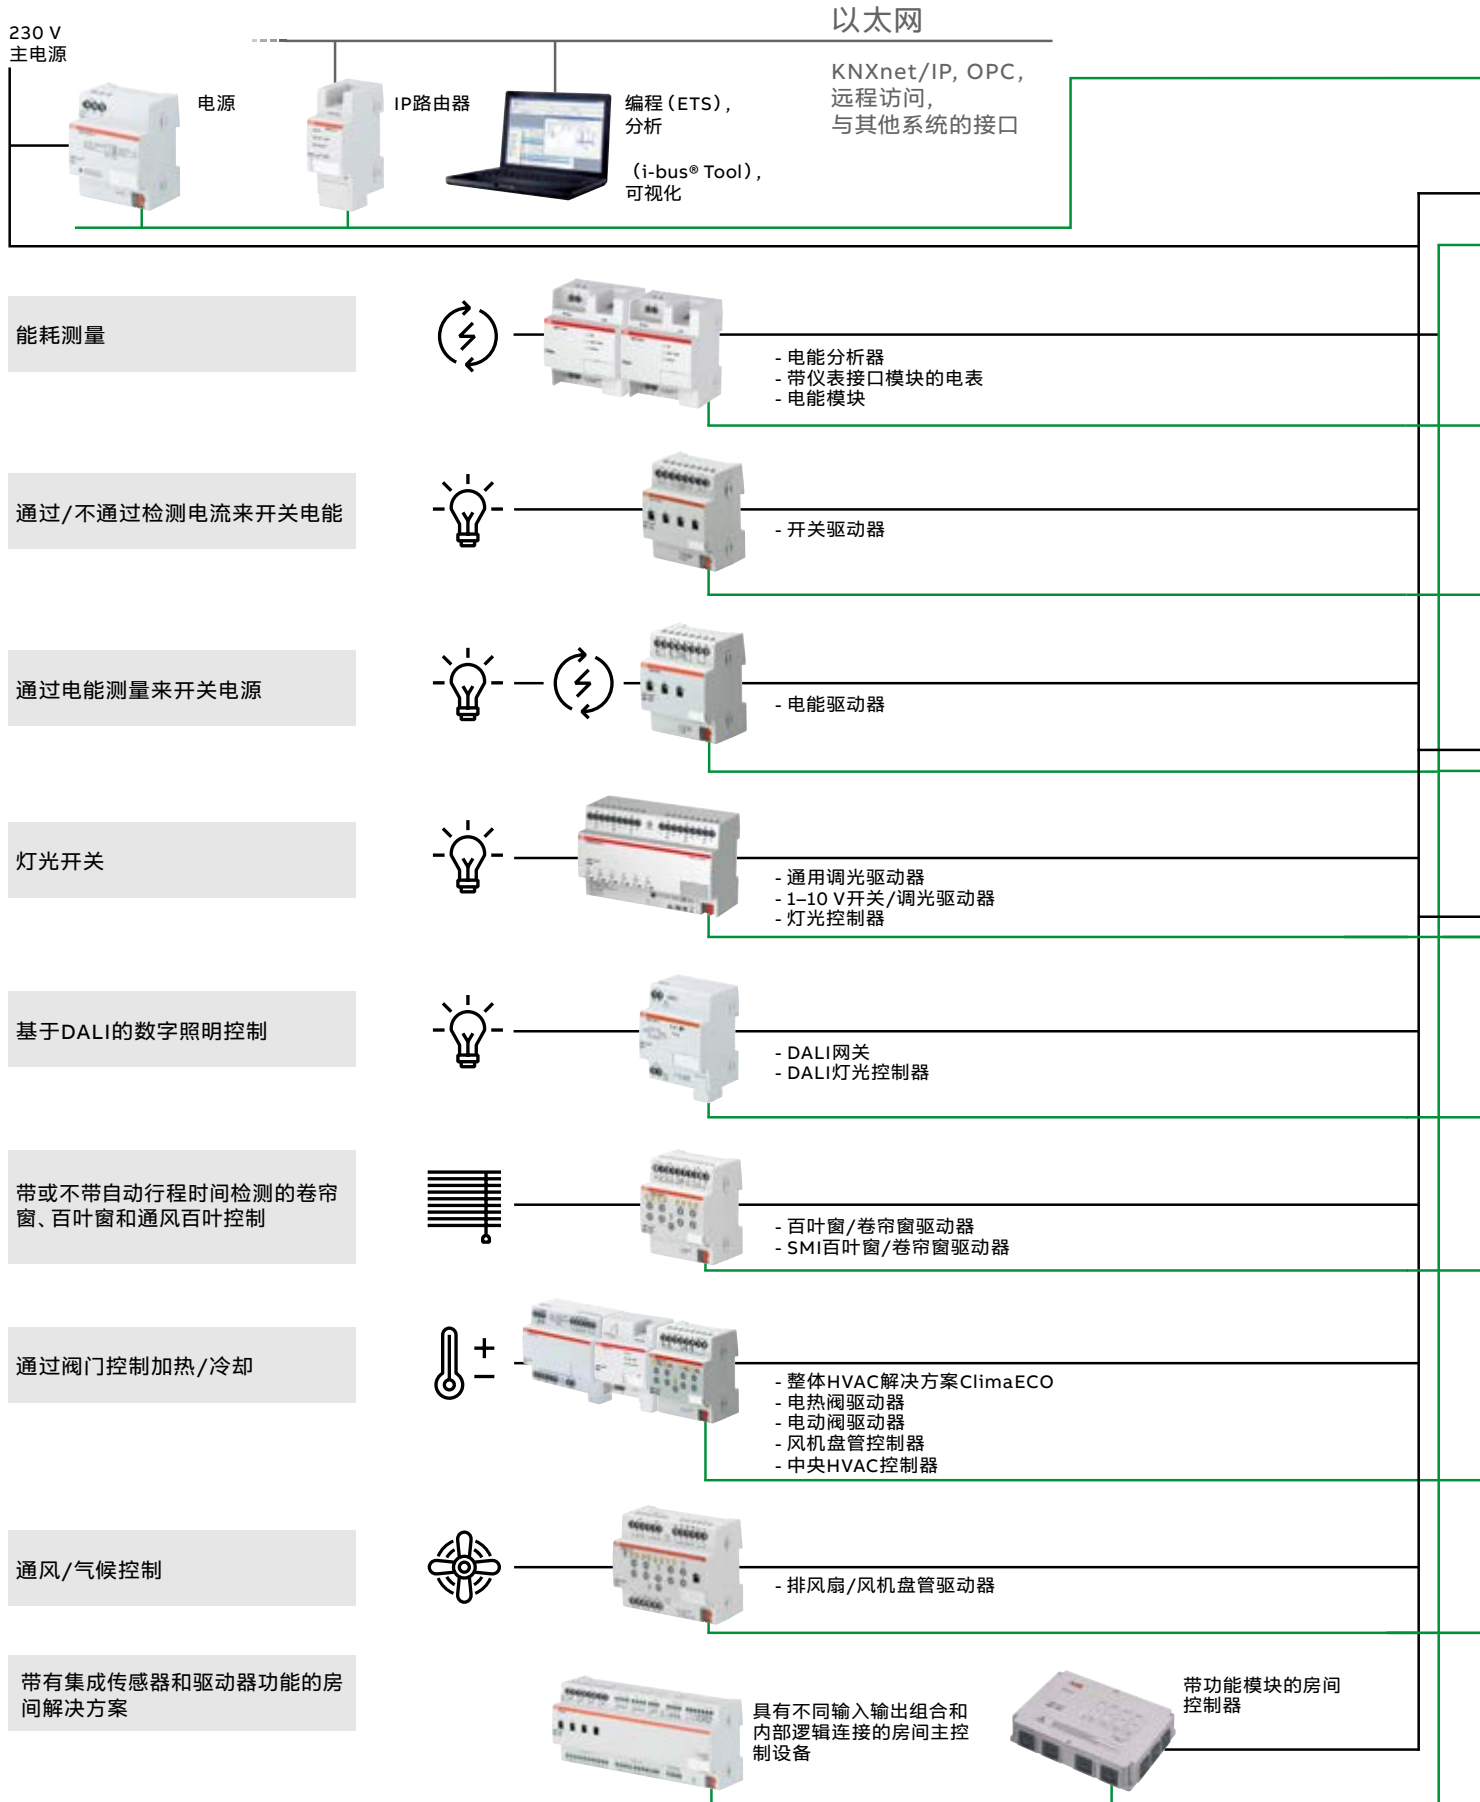 230 V
主电源
电源
IP路由器
编程（ETS），
分析
（i-bus® Tool），
可视化
以太网
KNXnet/IP, OPC,
远程访问,
与其他系统的接口
能耗测量
- 电能分析器
- 带仪表接口模块的电表
- 电能模块
通过/不通过检测电流来开关电能
- 开关驱动器
通过电能测量来开关电源
- 电能驱动器
灯光开关
- 通用调光驱动器
- 1–10 V开关/调光驱动器
- 灯光控制器
基于DALI的数字照明控制
- DALI网关
- DALI灯光控制器
带或不带自动行程时间检测的卷帘
窗、百叶窗和通风百叶控制
- 百叶窗/卷帘窗驱动器
- SMI百叶窗/卷帘窗驱动器
通过阀门控制加热/冷却
+
−
- 整体HVAC解决方案ClimaECO
- 电热阀驱动器
- 电动阀驱动器
- 风机盘管控制器
- 中央HVAC控制器
通风/气候控制
- 排风扇/风机盘管驱动器
带有集成传感器和驱动器功能的房
间解决方案
具有不同输入输出组合和
内部逻辑连接的房间主控
制设备
带功能模块的房间
控制器